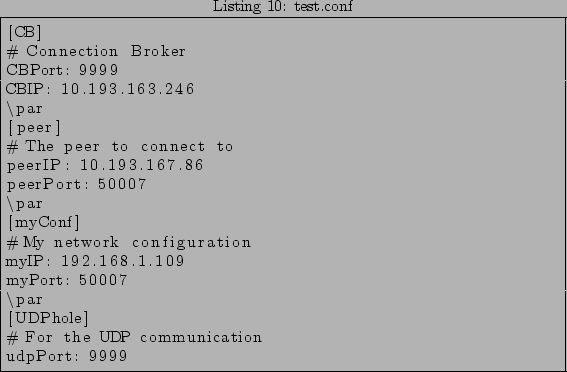 Listing 10: test.conf
[CB]
# Connection Broker
CBPort: 9999
CBIP: 10.193.163.246
\par
[peer]
# The peer to connect to
peerIP: 10.193.167.86
peerPort: 50007
\par
[myConf]
# My network configuration
myIP: 192.168.1.109
myPort: 50007
\par
[UDPhole]
# For the UDP communication
udpPort: 9999